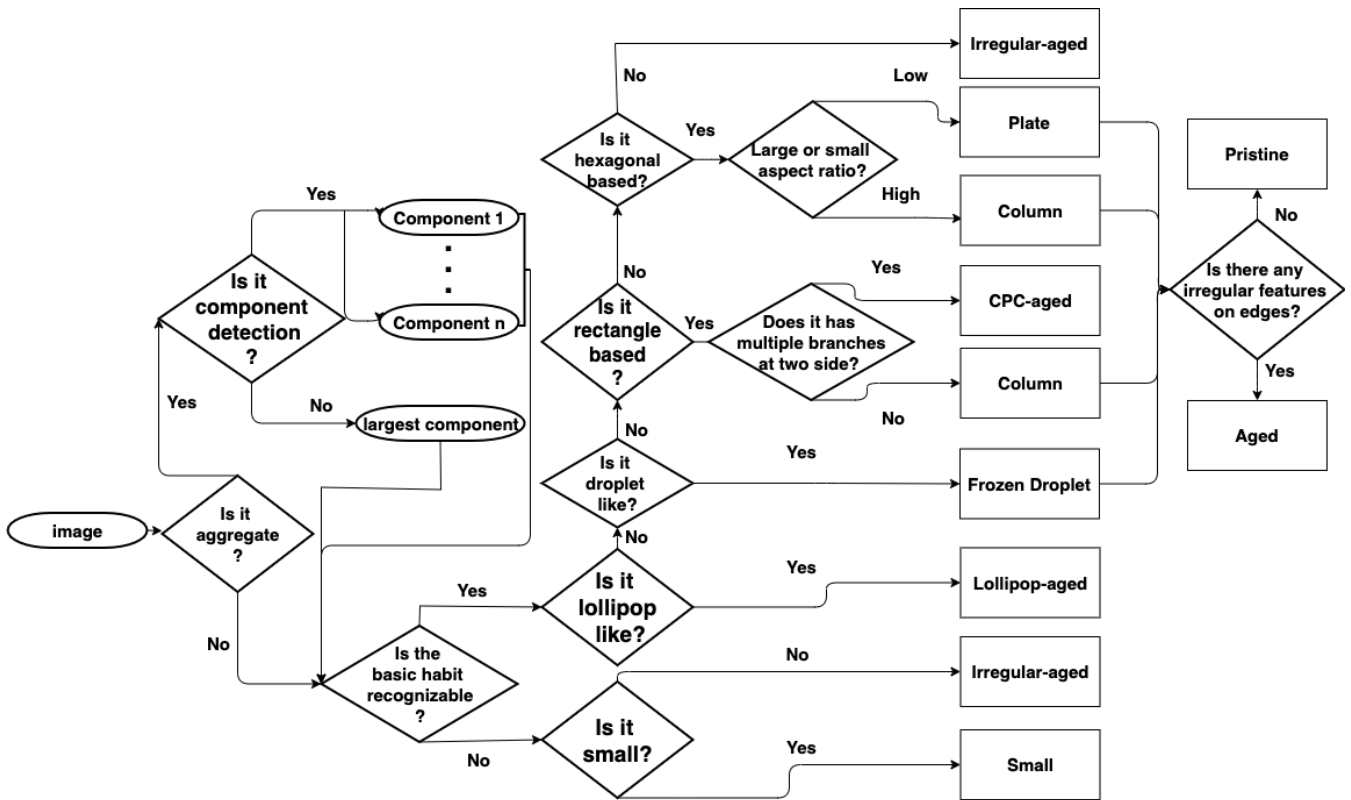 image
Is it
aggregate
?
Yes
No
Is it
component
detection
?
Yes
No
Component 1
Component n
largest component
Is the
basic habit
recognizable
?
Yes
No
Is it
small?
No
Yes
Irregular-aged
Small
Is it
lollipop
like?
Yes
No
Lollipop-aged
Is it
droplet
like?
Yes
No
Frozen Droplet
Is it
rectangle
based
?
Yes
No
Does it has
multiple branches
at two side?
Yes
No
CPC-aged
Column
Is it
hexagonal
based?
Yes
No
Irregular-aged
Large or small
aspect ratio?
Low
High
Plate
Column
Is there any
irregular features
on edges?
No
Yes
Pristine
Aged